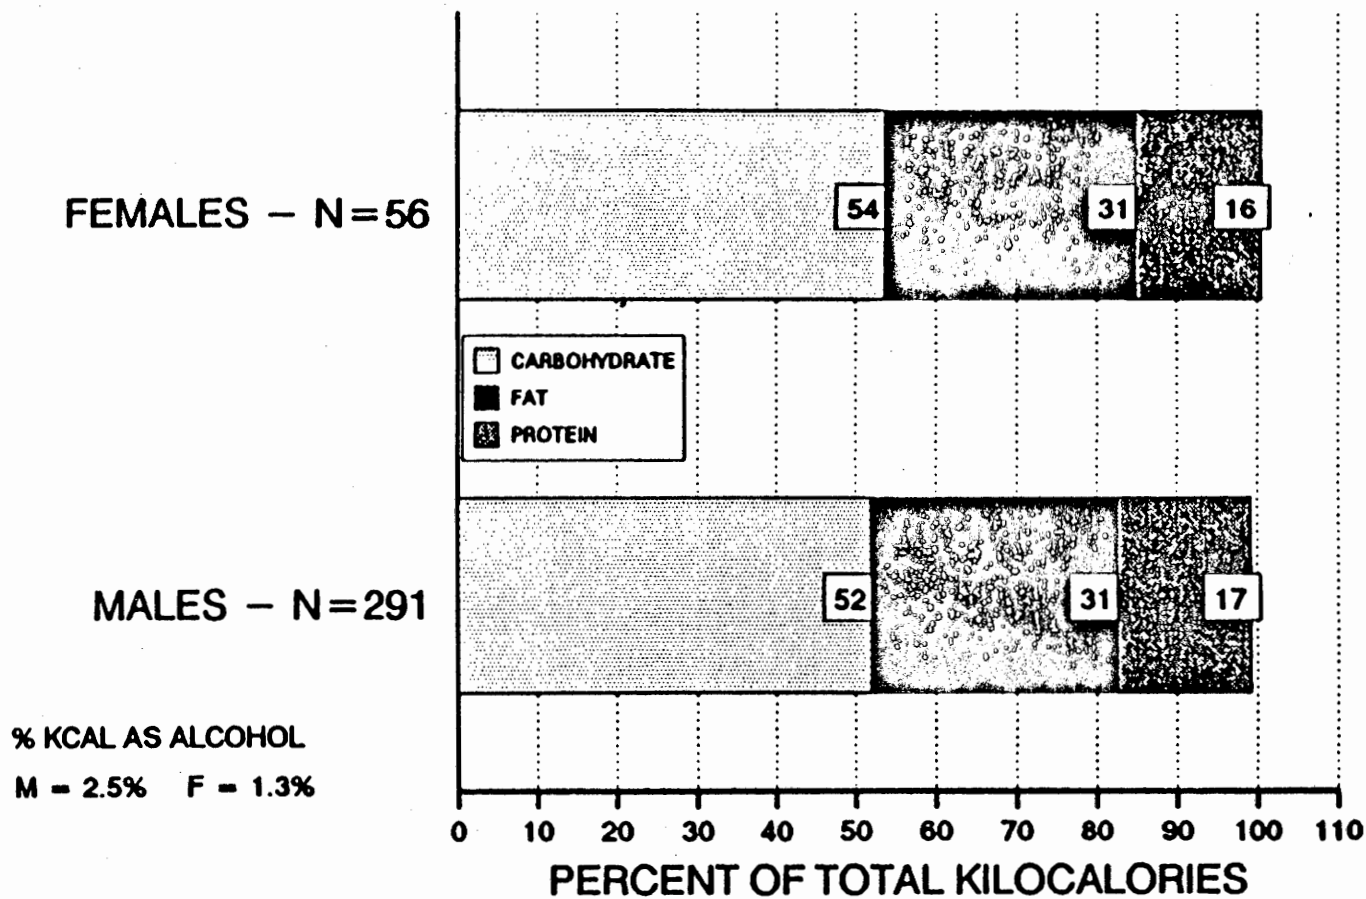 FEMALES – N=56
54
31
16
CARBOHYDRATE
FAT
PROTEIN
MALES – N=291
52
31
17
% KCAL AS ALCOHOL
M = 2.5% F = 1.3%
0 10 20 30 40 50 60 70 80 90 100 110
PERCENT OF TOTAL KILOCALORIES